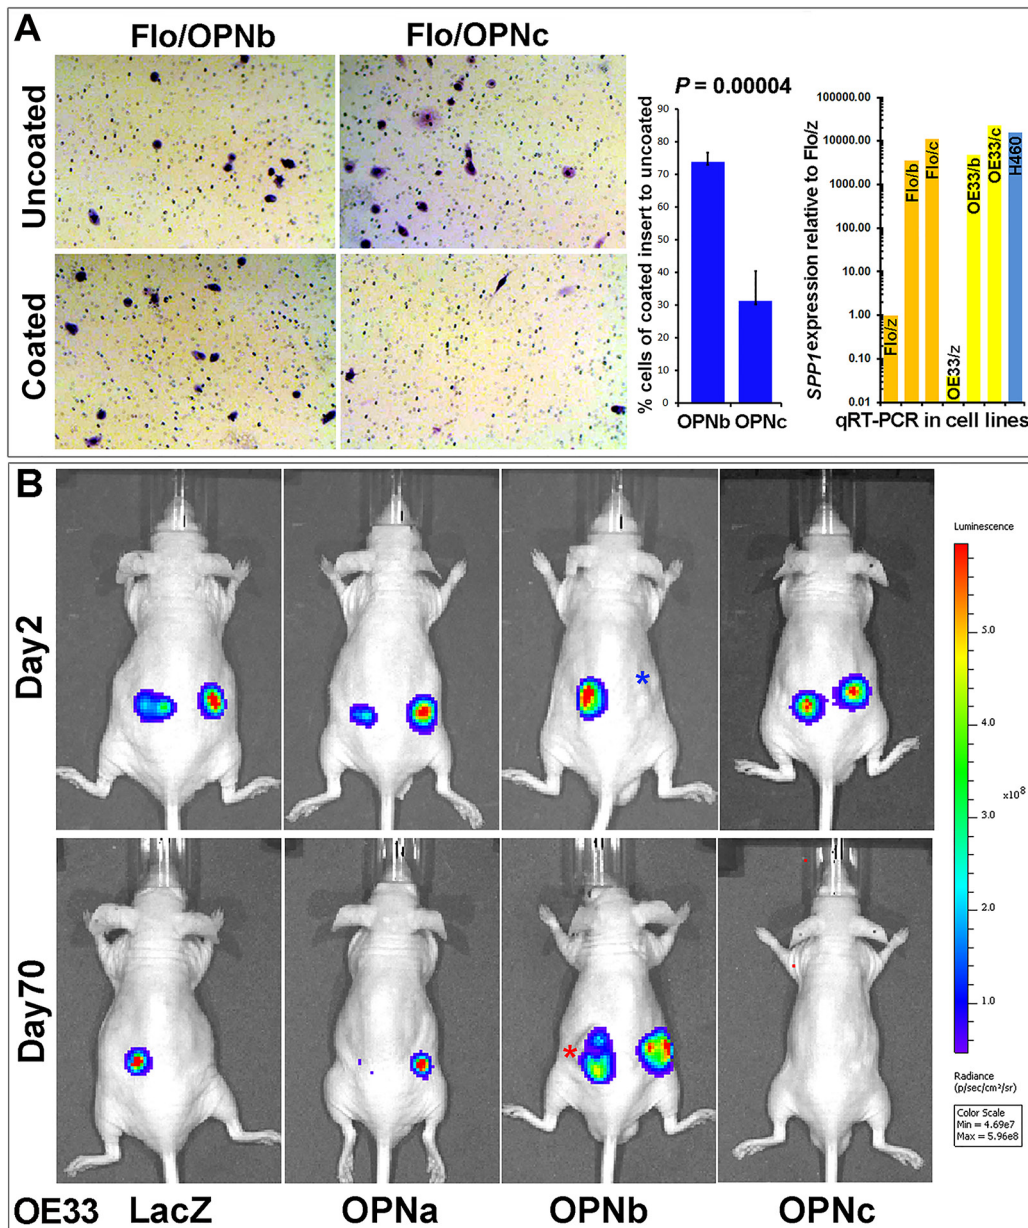 A
Flo/OPNb
Flo/OPNc
Uncoated
Coated
P = 0.00004
% cells of coated insert to uncoated
90
80
70
60
50
40
30
20
10
0
OPNb OPNc
SPP1 expression relative to Flo/z
100000.00
10000.00
1000.00
100.00
10.00
1.00
0.10
0.01
Flo/z
Flo/b
Flo/c
OE33/z
OE33/b
OE33/c
H460
qRT-PCR in cell lines
B
Day2
*
Day70
*
Luminescence
5.0
4.0
3.0
×10⁸
2.0
1.0
Radiance
(p/sec/cm²/sr)
Color Scale
Min = 4.69e7
Max = 5.96e8
OE33 LacZ OPNa OPNb OPNc